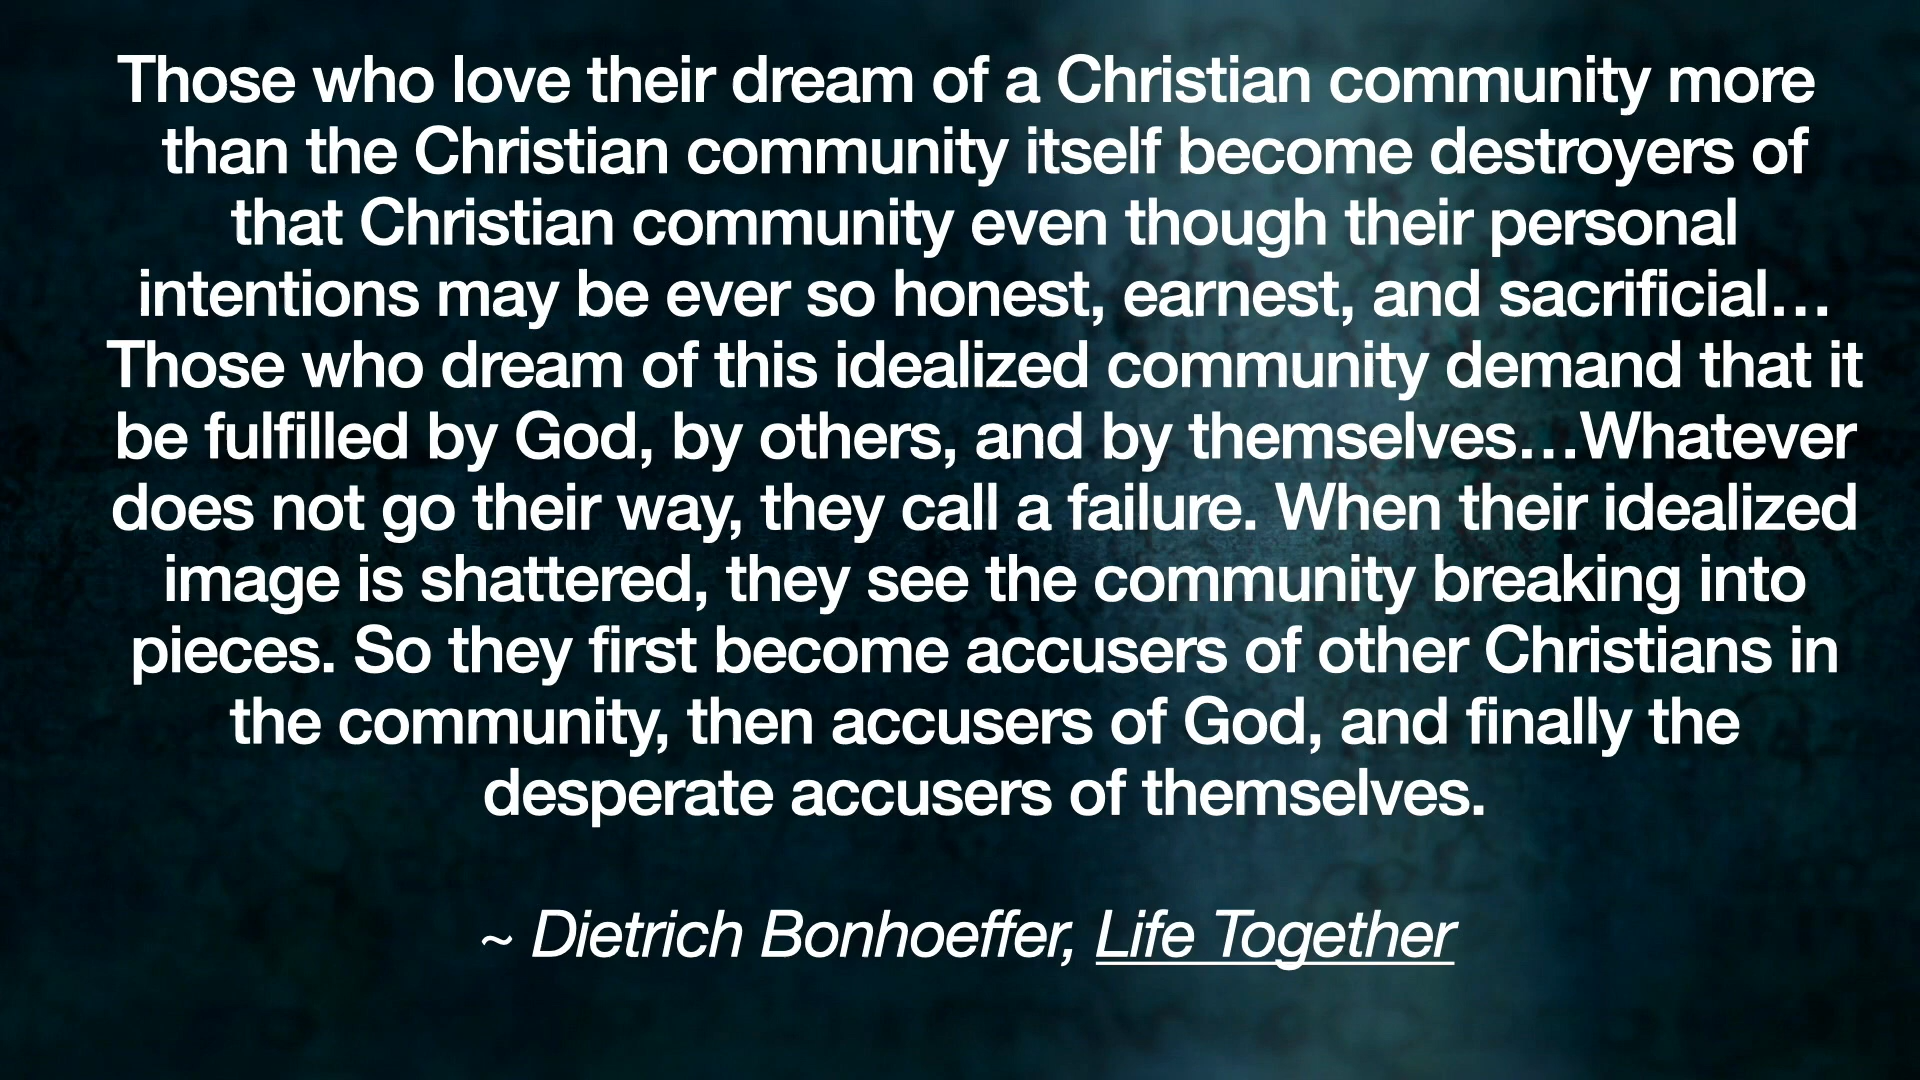 Those who love their dream of a Christian community more
than the Christian community itself become destroyers of
that Christian community even though their personal
intentions may be ever so honest, earnest, and sacrificial…
Those who dream of this idealized community demand that it
be fulfilled by God, by others, and by themselves…Whatever
does not go their way, they call a failure. When their idealized
image is shattered, they see the community breaking into
pieces. So they first become accusers of other Christians in
the community, then accusers of God, and finally the
desperate accusers of themselves.
~ Dietrich Bonhoeffer, Life Together